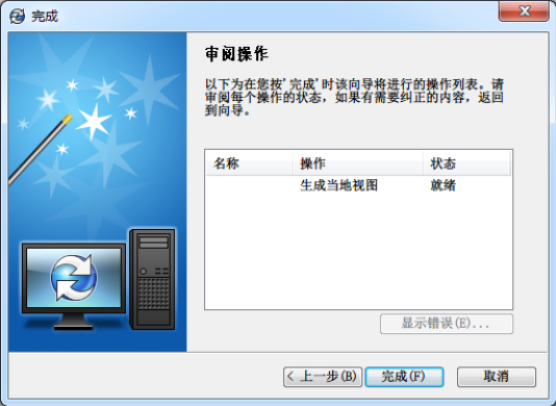 完成
审阅操作
以下为在您按'完成'时该向导将进行的操作列表。请
审阅每个操作的状态，如果有需要纠正的内容，返回
到向导。
名称 操作 状态
生成当地视图 就绪
显示错误(E)...
< 上一步(B) 完成(F) 取消